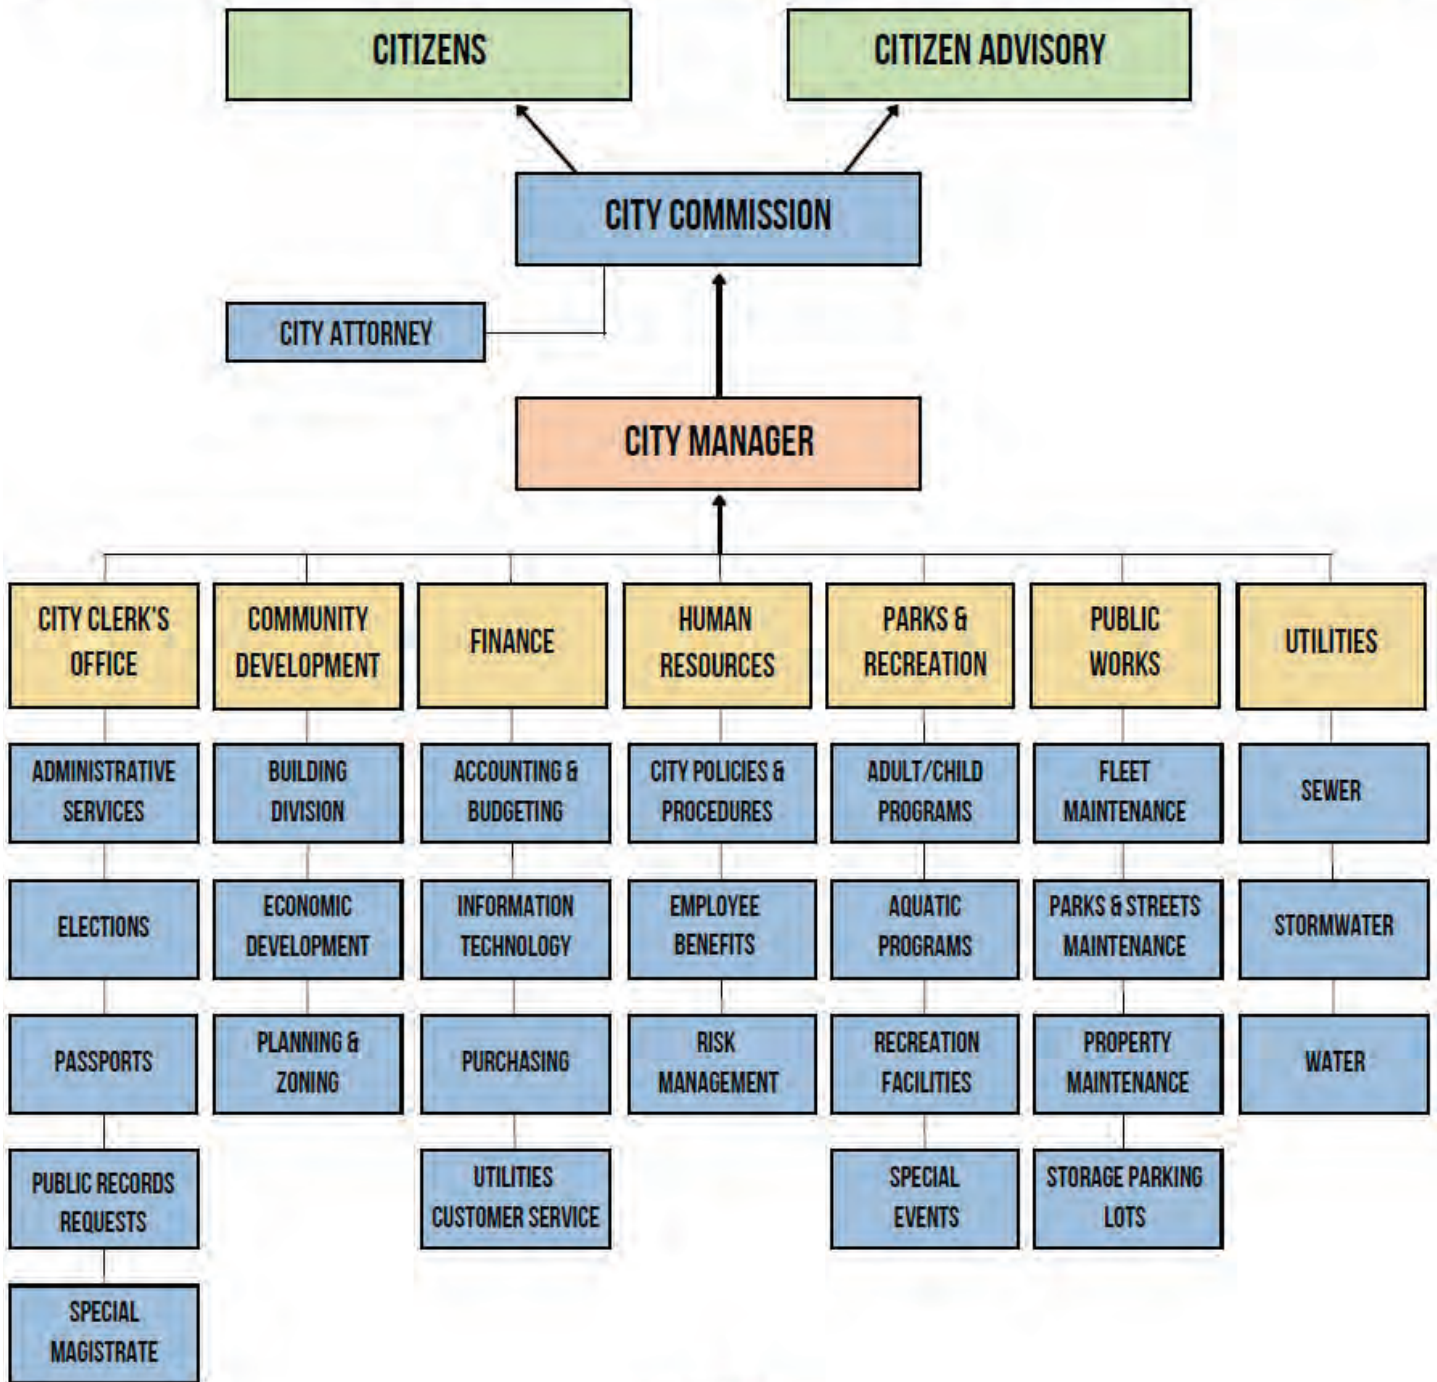 CITIZENS
CITIZEN ADVISORY
CITY COMMISSION
CITY ATTORNEY
CITY MANAGER
CITY CLERK'S
OFFICE
COMMUNITY
DEVELOPMENT
FINANCE
HUMAN
RESOURCES
PARKS &
RECREATION
PUBLIC
WORKS
UTILITIES
ADMINISTRATIVE
SERVICES
BUILDING
DIVISION
ACCOUNTING &
BUDGETING
CITY POLICIES &
PROCEDURES
ADULT/CHILD
PROGRAMS
FLEET
MAINTENANCE
SEWER
ELECTIONS
ECONOMIC
DEVELOPMENT
INFORMATION
TECHNOLOGY
EMPLOYEE
BENEFITS
AQUATIC
PROGRAMS
PARKS & STREETS
MAINTENANCE
STORMWATER
PASSPORTS
PLANNING &
ZONING
PURCHASING
RISK
MANAGEMENT
RECREATION
FACILITIES
PROPERTY
MAINTENANCE
WATER
PUBLIC RECORDS
REQUESTS
UTILITIES
CUSTOMER SERVICE
SPECIAL
EVENTS
STORAGE PARKING
LOTS
SPECIAL
MAGISTRATE